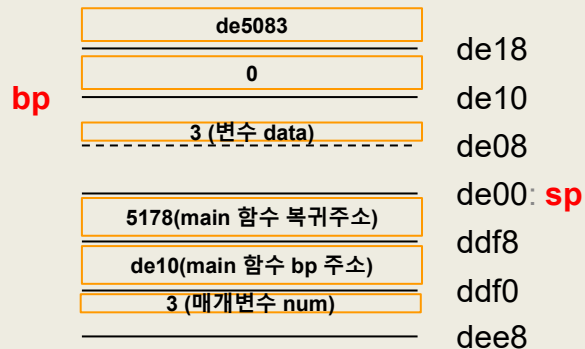 de5083
de18
0
bp
de10
3 (변수 data)
de08
de00: sp
5178(main 함수 복귀주소)
ddf8
de10(main 함수 bp 주소)
ddf0
3 (매개변수 num)
dee8